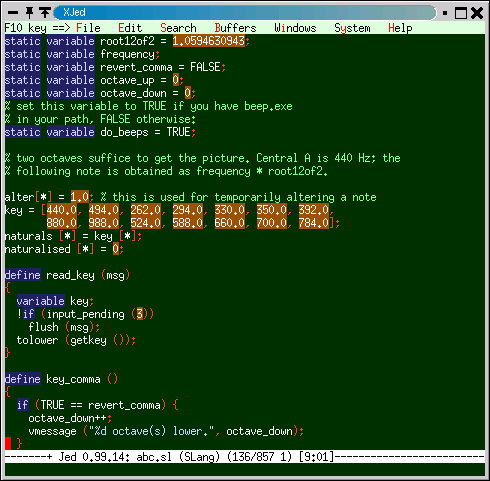 XJed
F10 key ==> File   Edit   Search   Buffers   Windows   System   Help
static variable root12of2 = 1.0594630943;
static variable frequency;
static variable revert_comma = FALSE;
static variable octave_up = 0;
static variable octave_down = 0;
% set this variable to TRUE if you have beep.exe
% in your path, FALSE otherwise:
static variable do_beeps = TRUE;

% two octaves suffice to get the picture. Central A is 440 Hz; the
% following note is obtained as frequency * root12of2.

alter[*] = 1.0; % this is used for temporarily altering a note
key = [440.0, 494.0, 262.0, 294.0, 330.0, 350.0, 392.0,
       880.0, 988.0, 524.0, 588.0, 660.0, 700.0, 784.0];
naturals [*] = key [*];
naturalised [*] = 0;

define read_key (msg)
{
  variable key;
  !if (input_pending (3))
    flush (msg);
  tolower (getkey ());
}

define key_comma ()
{
  if (TRUE == revert_comma) {
    octave_down++;
    vmessage ("%d octave(s) lower.", octave_down);
  }
-------+ Jed 0.99.14: abc.sl (SLang) (136/857 1) [9:01]--------------------